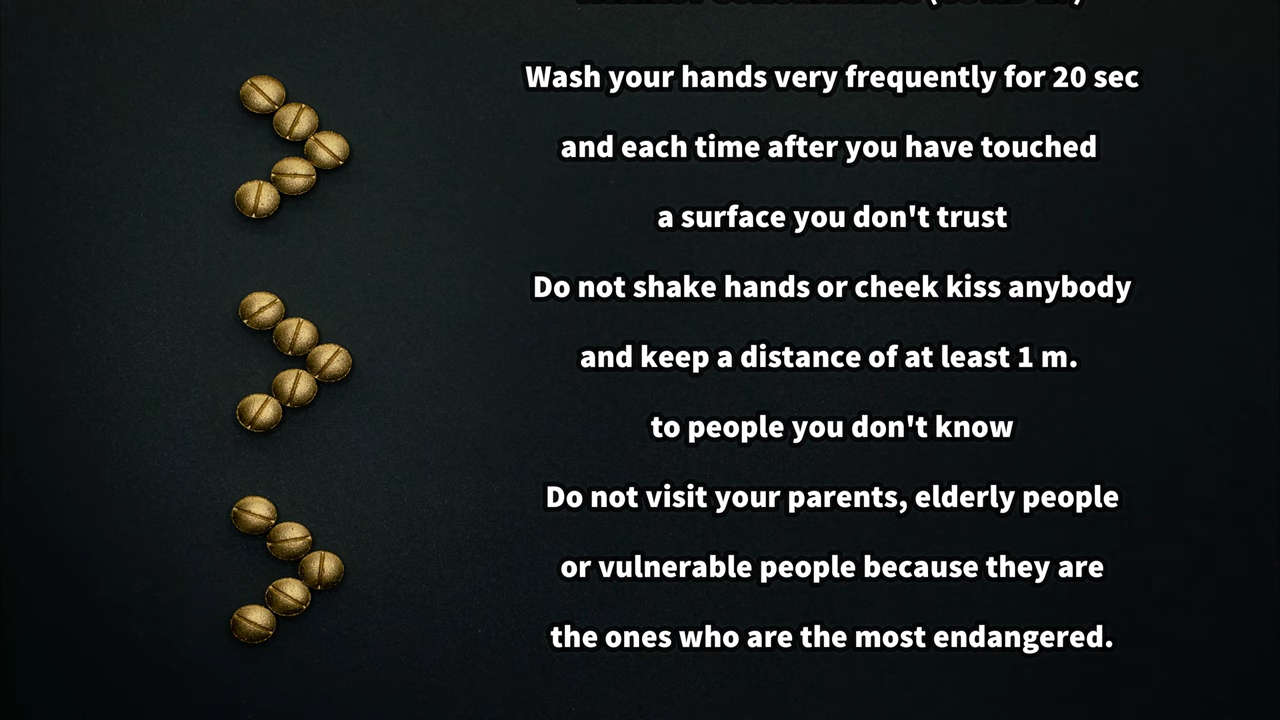 Wash your hands very frequently for 20 sec
and each time after you have touched
a surface you don't trust
Do not shake hands or cheek kiss anybody
and keep a distance of at least 1 m.
to people you don't know
Do not visit your parents, elderly people
or vulnerable people because they are
the ones who are the most endangered.